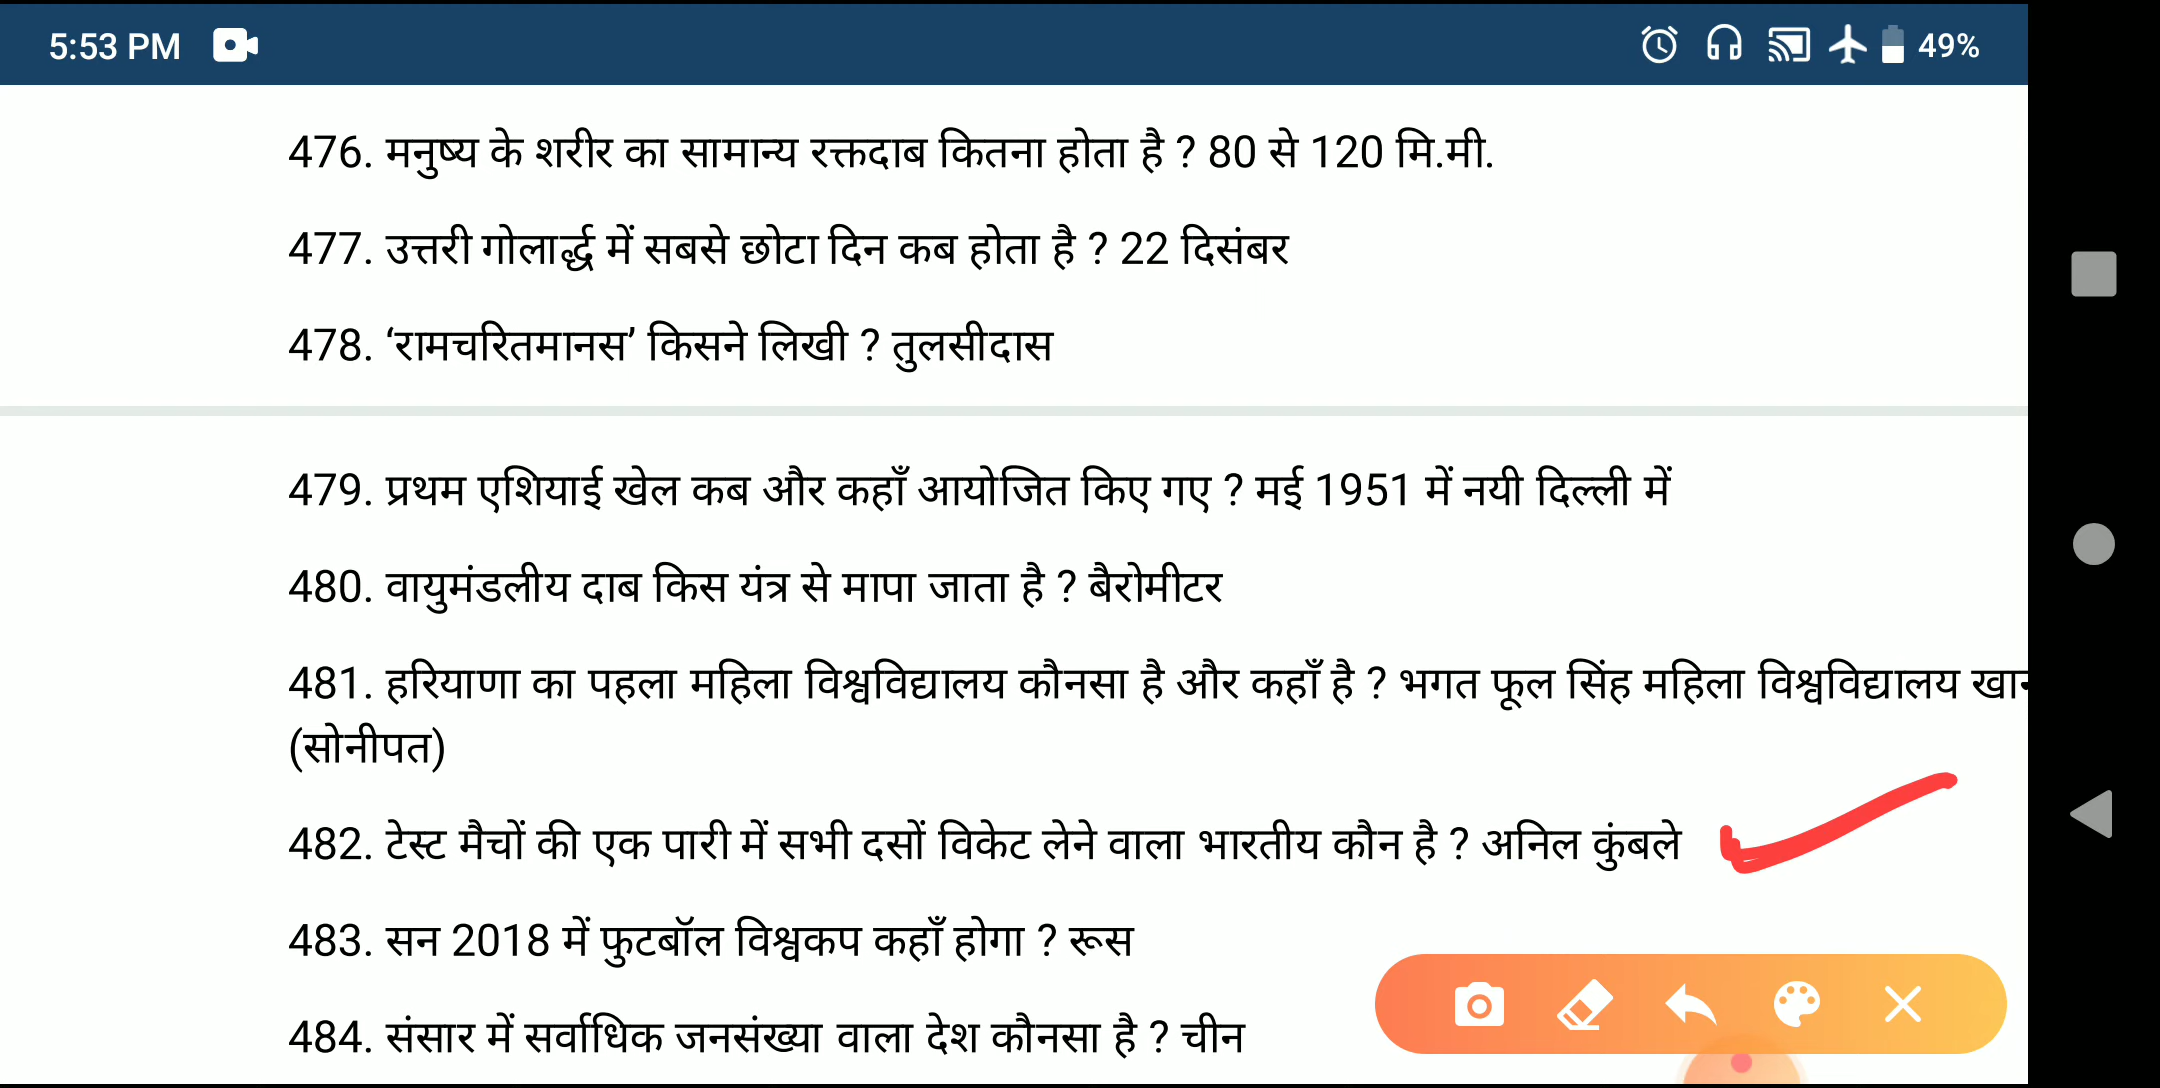 5:53 PM
49%
476. मनुष्य के शरीर का सामान्य रक्तदाब कितना होता है ? 80 से 120 मि.मी.
477. उत्तरी गोलार्द्ध में सबसे छोटा दिन कब होता है ? 22 दिसंबर
478. ‘रामचरितमानस’ किसने लिखी ? तुलसीदास
479. प्रथम एशियाई खेल कब और कहाँ आयोजित किए गए ? मई 1951 में नयी दिल्ली में
480. वायुमंडलीय दाब किस यंत्र से मापा जाता है ? बैरोमीटर
481. हरियाणा का पहला महिला विश्वविद्यालय कौनसा है और कहाँ है ? भगत फूल सिंह महिला विश्वविद्यालय
(सोनीपत)
482. टेस्ट मैचों की एक पारी में सभी दसों विकेट लेने वाला भारतीय कौन है ? अनिल कुंबले
483. सन 2018 में फुटबॉल विश्वकप कहाँ होगा ? रूस
484. संसार में सर्वाधिक जनसंख्या वाला देश कौनसा है ? चीन